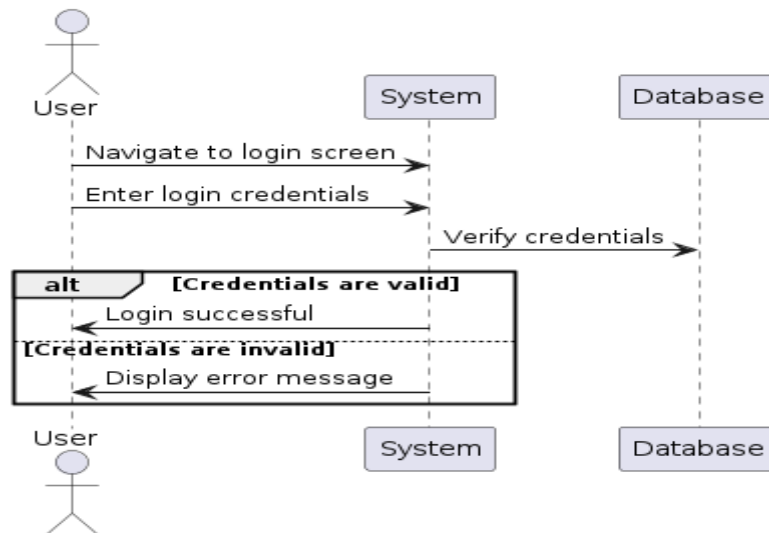 User
System
Database
Navigate to login screen
Enter login credentials
Verify credentials
alt
[Credentials are valid]
Login successful
[Credentials are invalid]
Display error message
User
System
Database